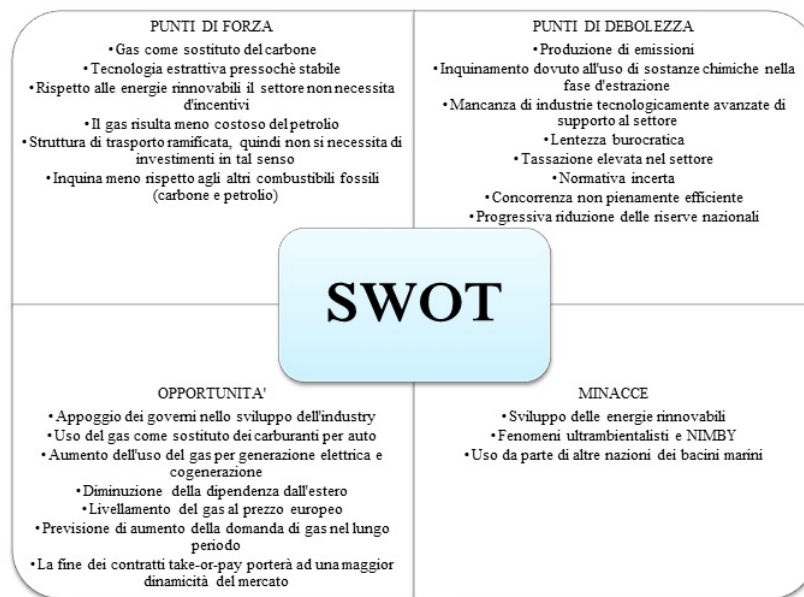 PUNTI DI FORZA
•Gas come sostituto del carbone
•Tecnologia estrattiva pressochè stabile
•Rispetto alle energie rinnovabili il settore non necessita
d'incentivi
•Il gas risulta meno costoso del petrolio
•Struttura di trasporto ramificata, quindi non si necessita di
investimenti in tal senso
•Inquina meno rispetto agli altri combustibili fossili
(carbone e petrolio)
PUNTI DI DEBOLEZZA
•Produzione di emissioni
•Inquinamento dovuto all'uso di sostanze chimiche nella
fase d'estrazione
•Mancanza di industrie tecnologicamente avanzate di
supporto al settore
•Lentezza burocratica
•Tassazione elevata nel settore
•Normativa incerta
•Concorrenza non pienamente efficiente
•Progressiva riduzione delle riserve nazionali
SWOT
OPPORTUNITA'
•Appoggio dei governi nello sviluppo dell'industry
•Uso del gas come sostituto dei carburanti per auto
•Aumento dell'uso del gas per generazione elettrica e
cogenerazione
•Diminuzione della dipendenza dall'estero
•Livellamento del gas al prezzo europeo
•Previsione di aumento della domanda di gas nel lungo
periodo
•La fine dei contratti take-or-pay porterà ad una maggior
dinamicità del mercato
MINACCE
•Sviluppo delle energie rinnovabili
•Fenomeni ultrambientalisti e NIMBY
•Uso da parte di altre nazioni dei bacini marini